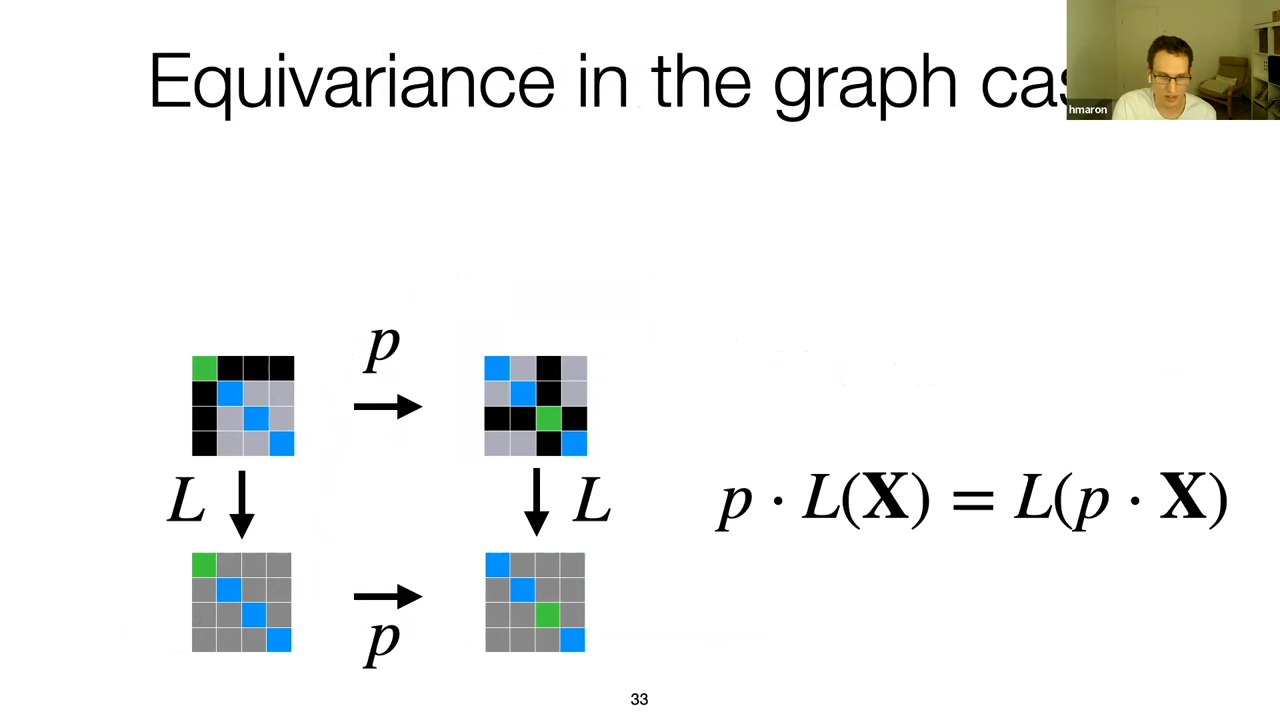 Equivariance in the graph cas
hmaron
p
L
L
p · L(X) = L(p · X)
p
33